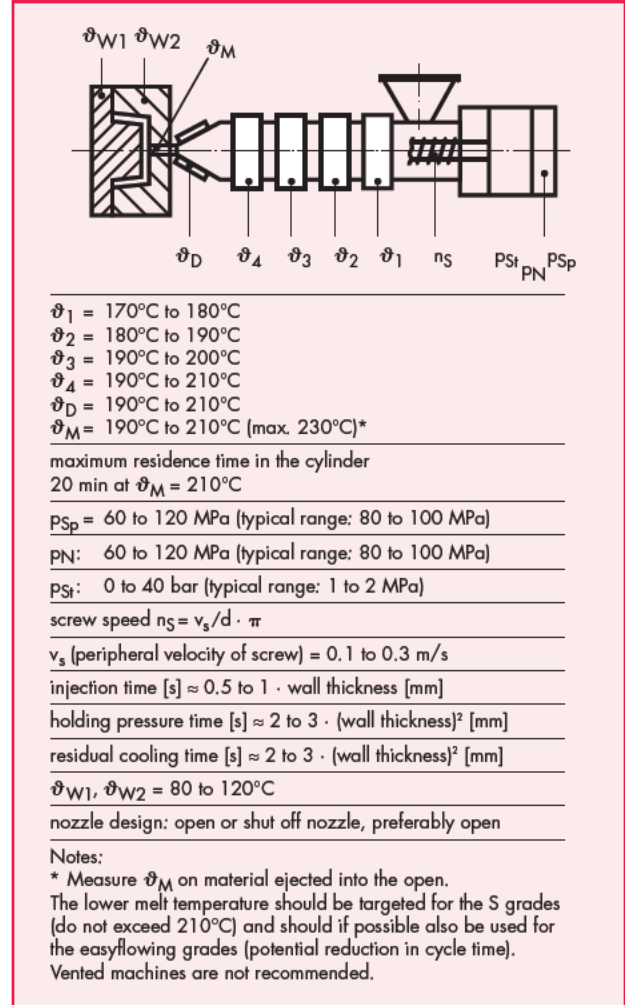 ϑW1 ϑW2 ϑM
ϑD ϑ4 ϑ3 ϑ2 ϑ1 nS pSt pN pSp
ϑ1 = 170°C to 180°C
ϑ2 = 180°C to 190°C
ϑ3 = 190°C to 200°C
ϑ4 = 190°C to 210°C
ϑD = 190°C to 210°C
ϑM = 190°C to 210°C (max. 230°C)*
maximum residence time in the cylinder
20 min at ϑM = 210°C
pSp = 60 to 120 MPa (typical range: 80 to 100 MPa)
pN: 60 to 120 MPa (typical range: 80 to 100 MPa)
pSt: 0 to 40 bar (typical range: 1 to 2 MPa)
screw speed nS = vs/d · π
vs (peripheral velocity of screw) = 0.1 to 0.3 m/s
injection time [s] ≈ 0.5 to 1 · wall thickness [mm]
holding pressure time [s] ≈ 2 to 3 · (wall thickness)² [mm]
residual cooling time [s] ≈ 2 to 3 · (wall thickness)² [mm]
ϑW1, ϑW2 = 80 to 120°C
nozzle design: open or shut off nozzle, preferably open
Notes:
* Measure ϑM on material ejected into the open.
The lower melt temperature should be targeted for the S grades
(do not exceed 210°C) and should if possible also be used for
the easyflowing grades (potential reduction in cycle time).
Vented machines are not recommended.